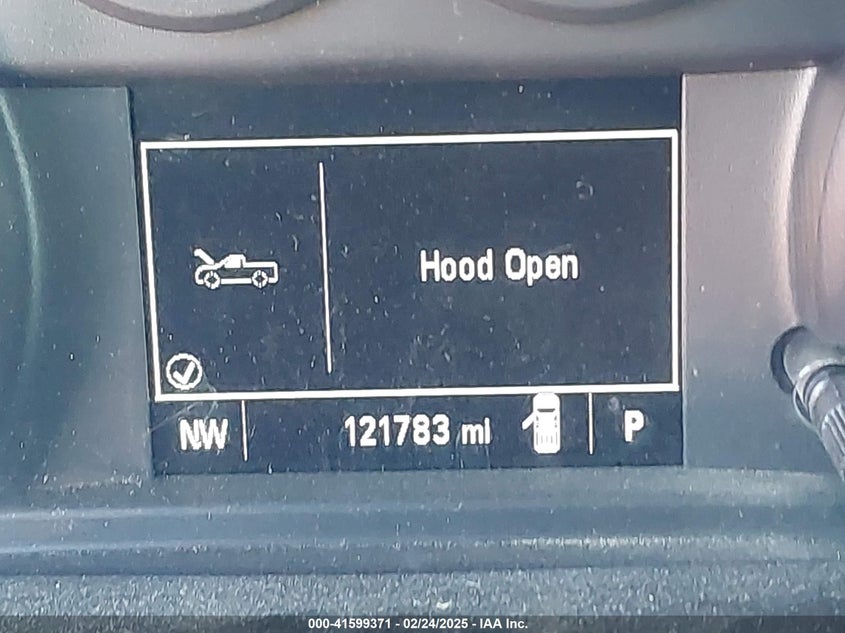 Hood Open
NW 121783 mi P
000-41599371 - 02/24/2025 - IAA Inc.